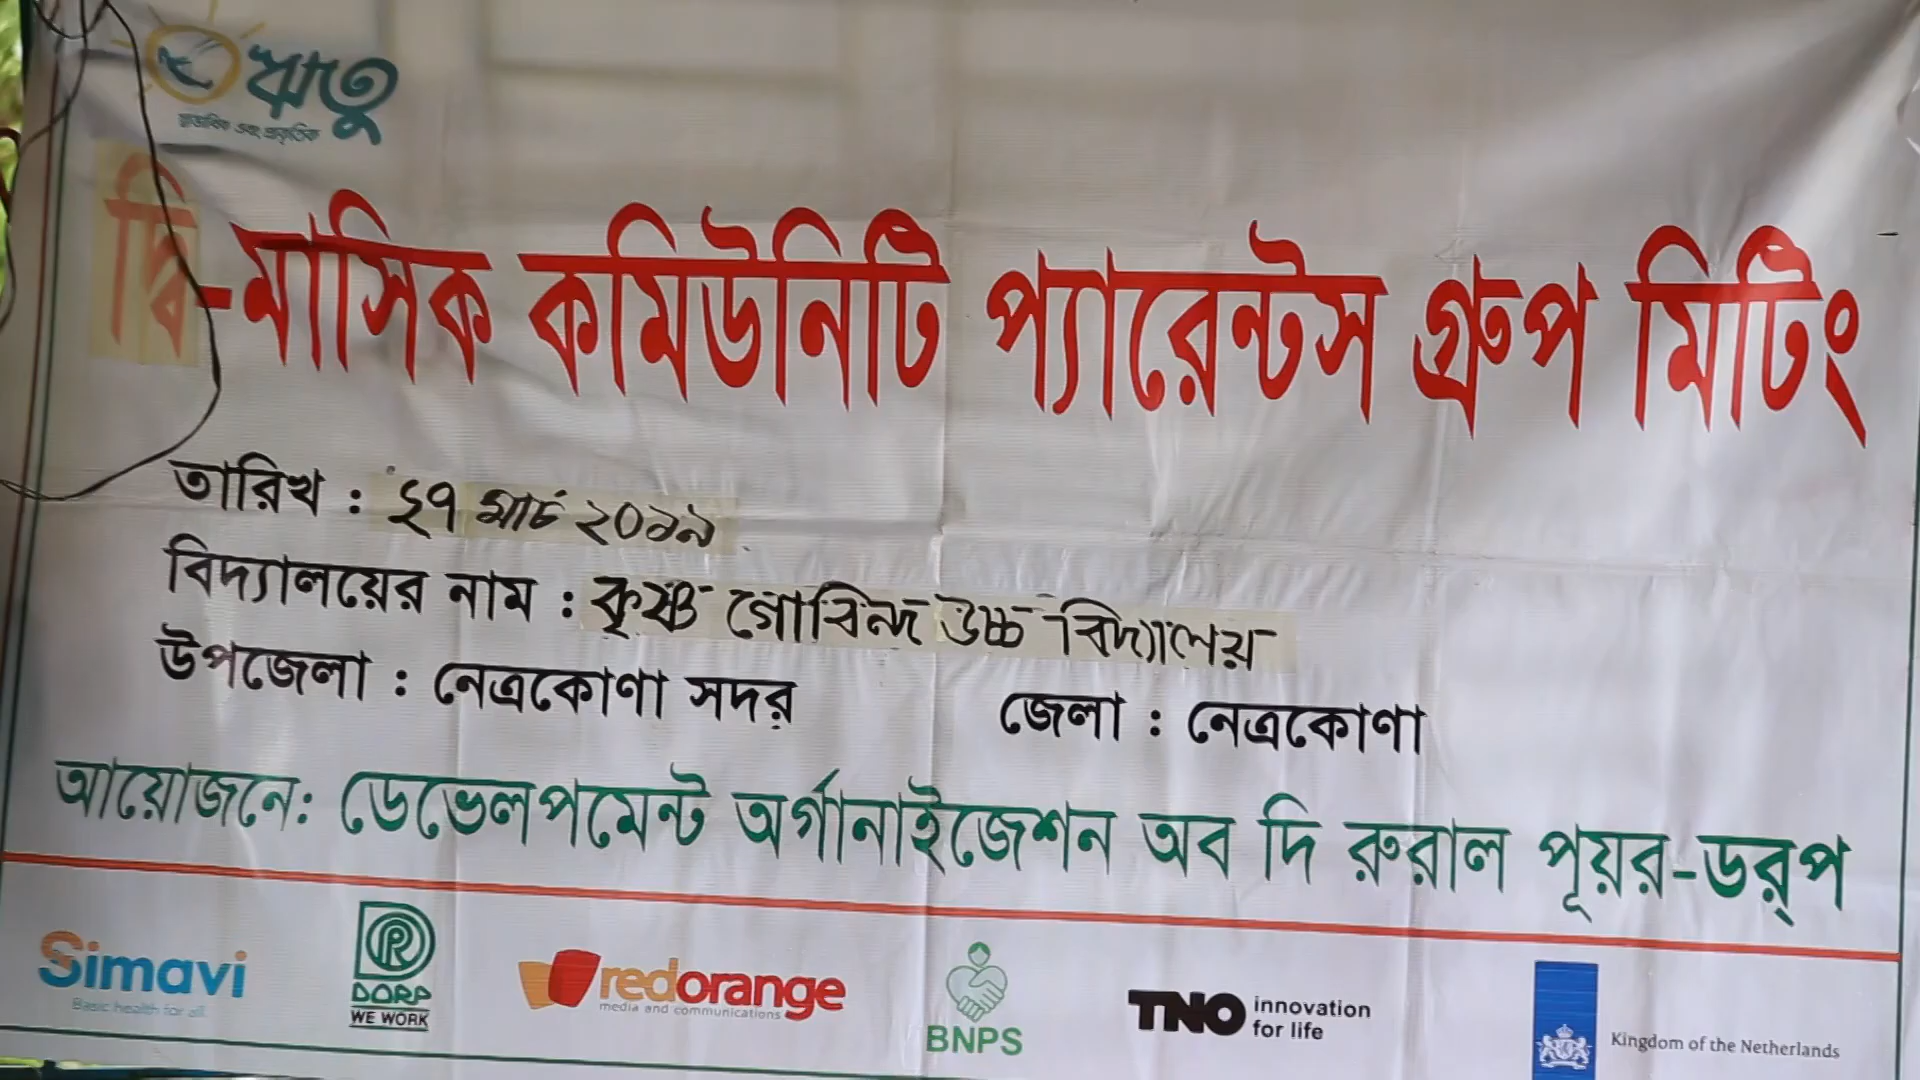 ঋতু
স্বাভাবিক এবং প্রাকৃতিক
দ্বি-মাসিক কমিউনিটি প্যারেন্টস গ্রুপ মিটিং
তারিখ : ২৭ মার্চ ২০১৯
বিদ্যালয়ের নাম : কৃষ্ণ গোবিন্দ উচ্চ বিদ্যালয়
উপজেলা : নেত্রকোণা সদর জেলা : নেত্রকোণা
আয়োজনে: ডেভেলপমেন্ট অর্গানাইজেশন অব দি রুরাল পূয়র-ডর্‌প
Simavi
Basic health for all
DORP
WE WORK
redorange
media and communications
BNPS
TNO innovation for life
Kingdom of the Netherlands